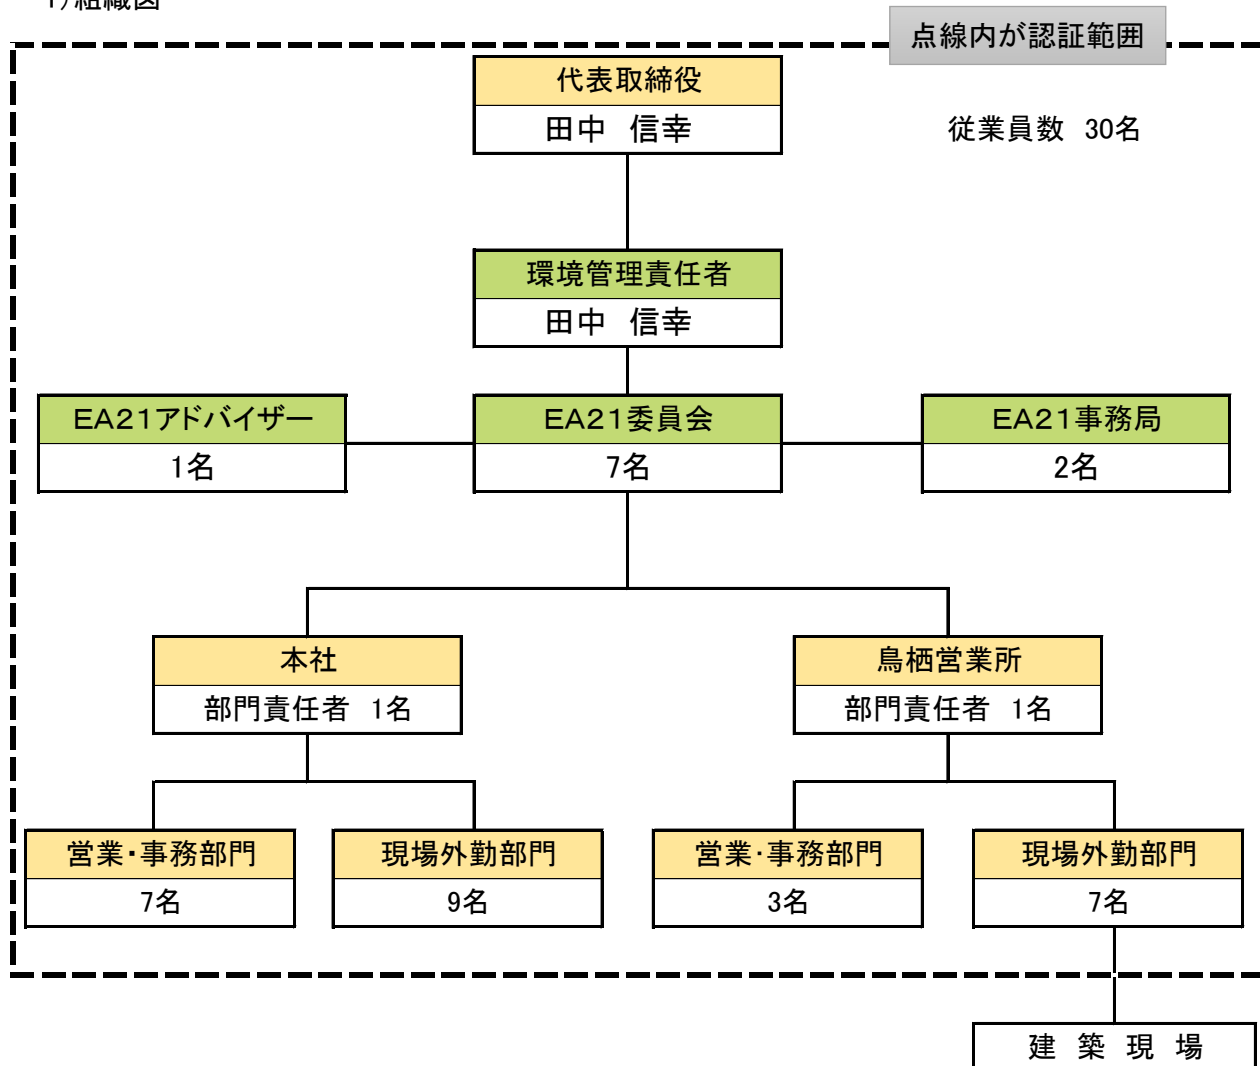 1)組織図
点線内が認証範囲
代表取締役
田中　信幸
従業員数　30名
環境管理責任者
田中　信幸
EA21アドバイザー
1名
EA21委員会
7名
EA21事務局
2名
本社
部門責任者　1名
鳥栖営業所
部門責任者　1名
営業・事務部門
7名
現場外勤部門
9名
営業・事務部門
3名
現場外勤部門
7名
建　築　現　場